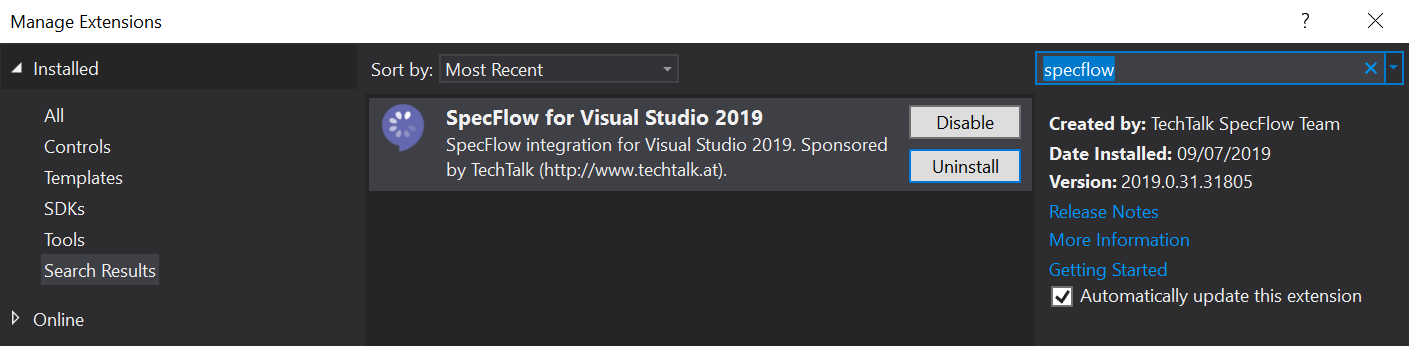 Manage Extensions
?
Installed
All
Controls
Templates
SDKs
Tools
Search Results
Online
Sort by: Most Recent
SpecFlow for Visual Studio 2019
SpecFlow integration for Visual Studio 2019. Sponsored
by TechTalk (http://www.techtalk.at).
Disable
Uninstall
specflow
Created by: TechTalk SpecFlow Team
Date Installed: 09/07/2019
Version: 2019.0.31.31805
Release Notes
More Information
Getting Started
Automatically update this extension